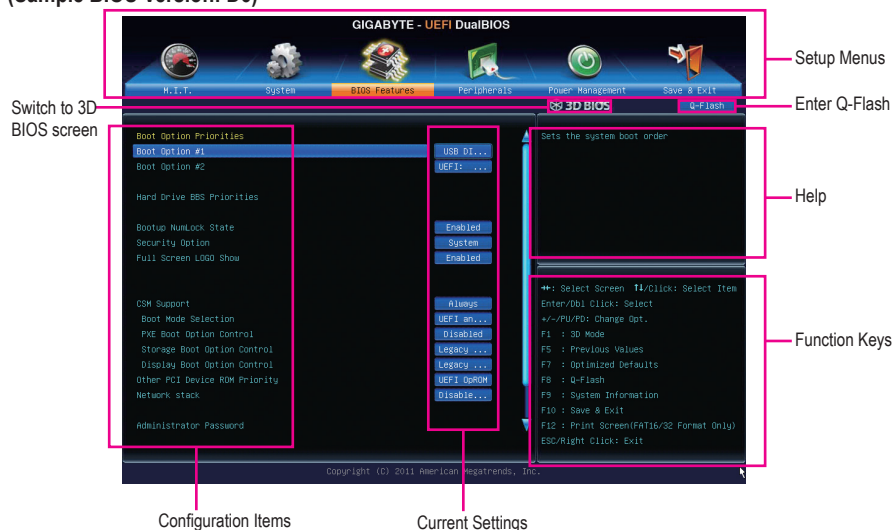 GIGABYTE - UEFI DualBIOS
M.I.T.
System
BIOS Features
Peripherals
Power Management
Save & Exit
Setup Menus
Switch to 3D
BIOS screen
3D BIOS
Q-Flash
Enter Q-Flash
Boot Option Priorities
Boot Option #1 USB DI...
Boot Option #2 UEFI: ...
Hard Drive BBS Priorities
Bootup NumLock State Enabled
Security Option System
Full Screen LOGO Show Enabled
CSM Support Always
Boot Mode Selection UEFI an...
PXE Boot Option Control Disabled
Storage Boot Option Control Legacy ...
Display Boot Option Control Legacy ...
Other PCI Device ROM Priority UEFI OpROM
Network stack Disable...
Administrator Password
Sets the system boot order
Help
→←: Select Screen ↑↓/Click: Select Item
Enter/Dbl Click: Select
+/-/PU/PD: Change Opt.
F1 : 3D Mode
F5 : Previous Values
F7 : Optimized Defaults
F8 : Q-Flash
F9 : System Information
F10 : Save & Exit
F12 : Print Screen(FAT16/32 Format Only)
ESC/Right Click: Exit
Function Keys
Copyright (C) 2011 American Megatrends, Inc.
Configuration Items
Current Settings